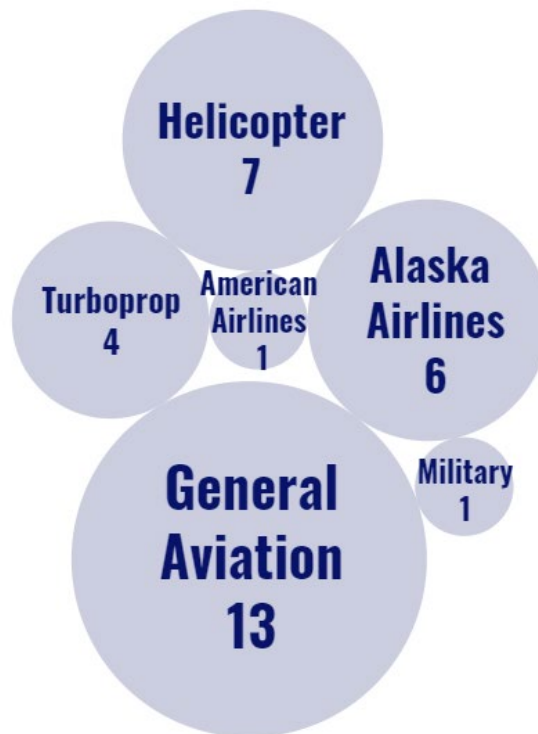 Helicopter
7
Turboprop
4
American
Airlines
1
Alaska
Airlines
6
General
Aviation
13
Military
1